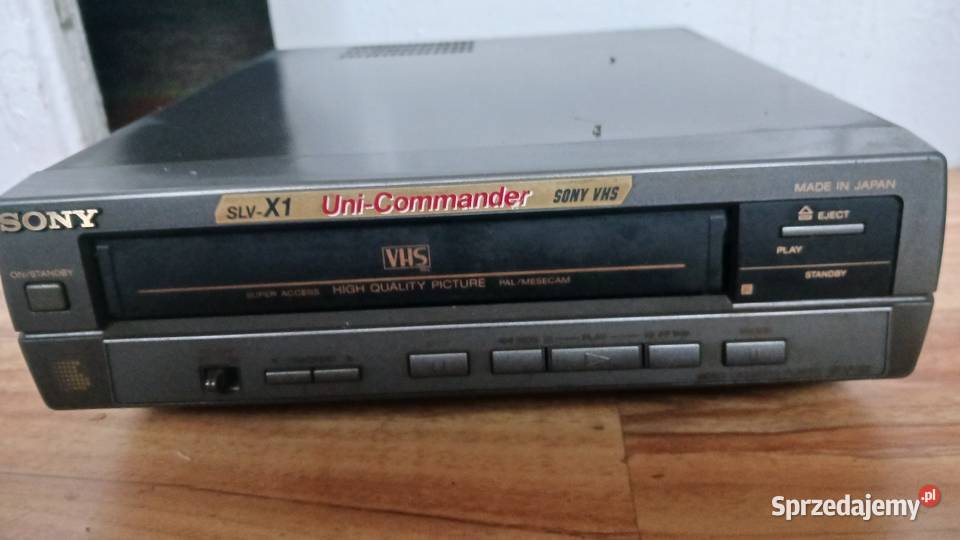 SONY
SLV-X1 Uni-Commander SONY VHS
MADE IN JAPAN
EJECT
PLAY
STANDBY
ON/STANDBY
VHS
SUPER ACCESS HIGH QUALITY PICTURE PAL/MESECAM
PLAY
Sprzedajemy.pl